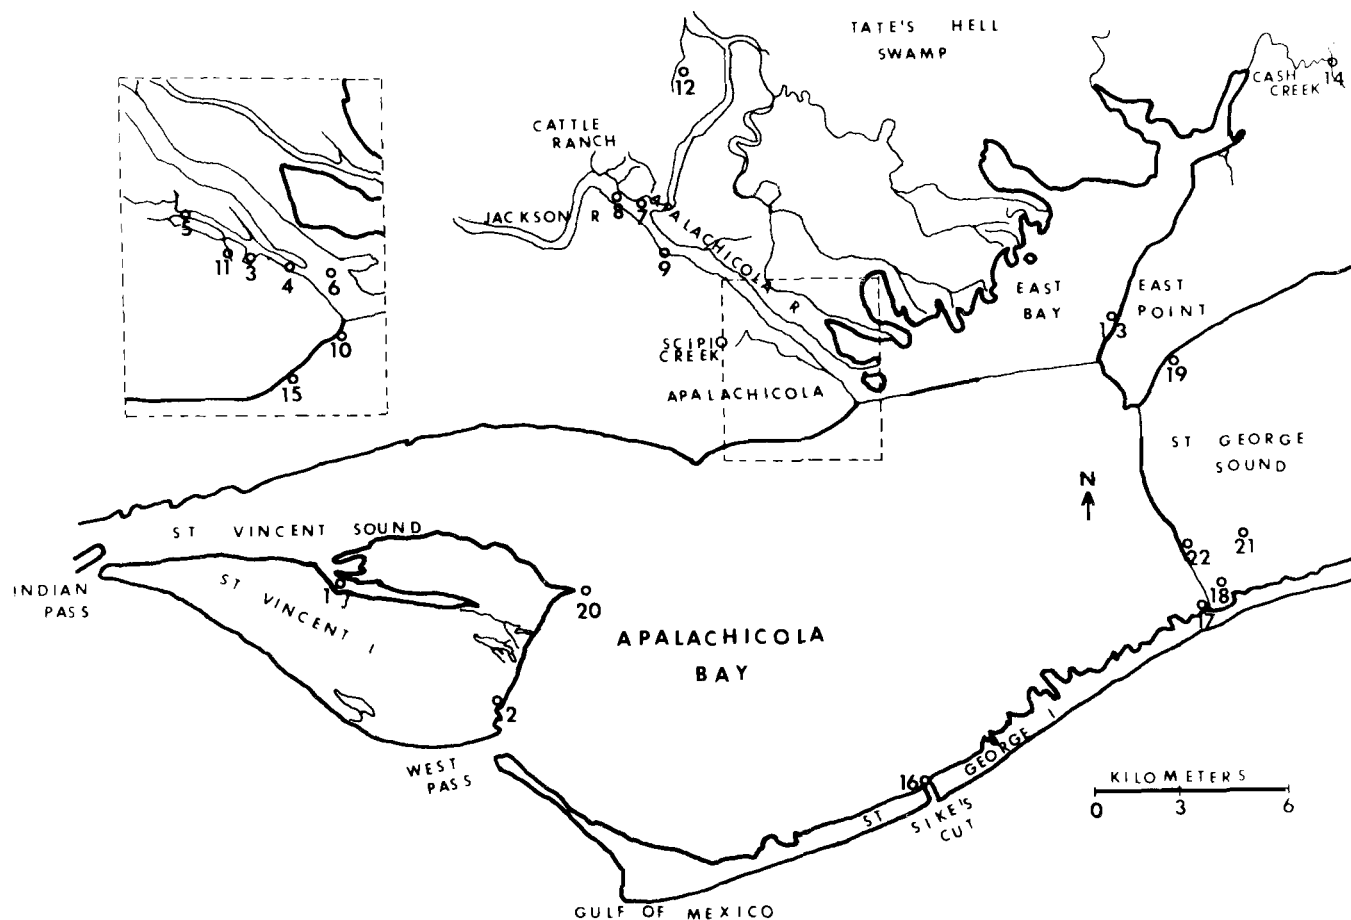 TATE'S HELL
SWAMP
12
CASH
CREEK
14
CATTLE
RANCH
JACKSON R
8
7
APALACHICOLA R
9
5
11
3
4
6
10
15
EAST
BAY
EAST
POINT
13
19
SCIPIO
CREEK
APALACHICOLA
ST GEORGE
SOUND
N
ST VINCENT SOUND
22
21
INDIAN
PASS
ST VINCENT I
1
20
18
17
APALACHICOLA
BAY
2
WEST
PASS
16
ST GEORGE I
SIKE'S
CUT
KILOMETERS
0 3 6
GULF OF MEXICO